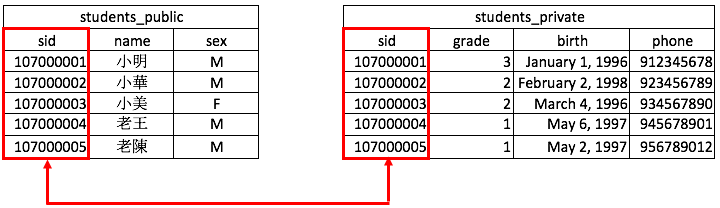 students_public
sid name sex
107000001 小明 M
107000002 小華 M
107000003 小美 F
107000004 老王 M
107000005 老陳 M
students_private
sid grade birth phone
107000001 3 January 1, 1996 912345678
107000002 2 February 2, 1998 923456789
107000003 2 March 4, 1996 934567890
107000004 1 May 6, 1997 945678901
107000005 1 May 2, 1997 956789012